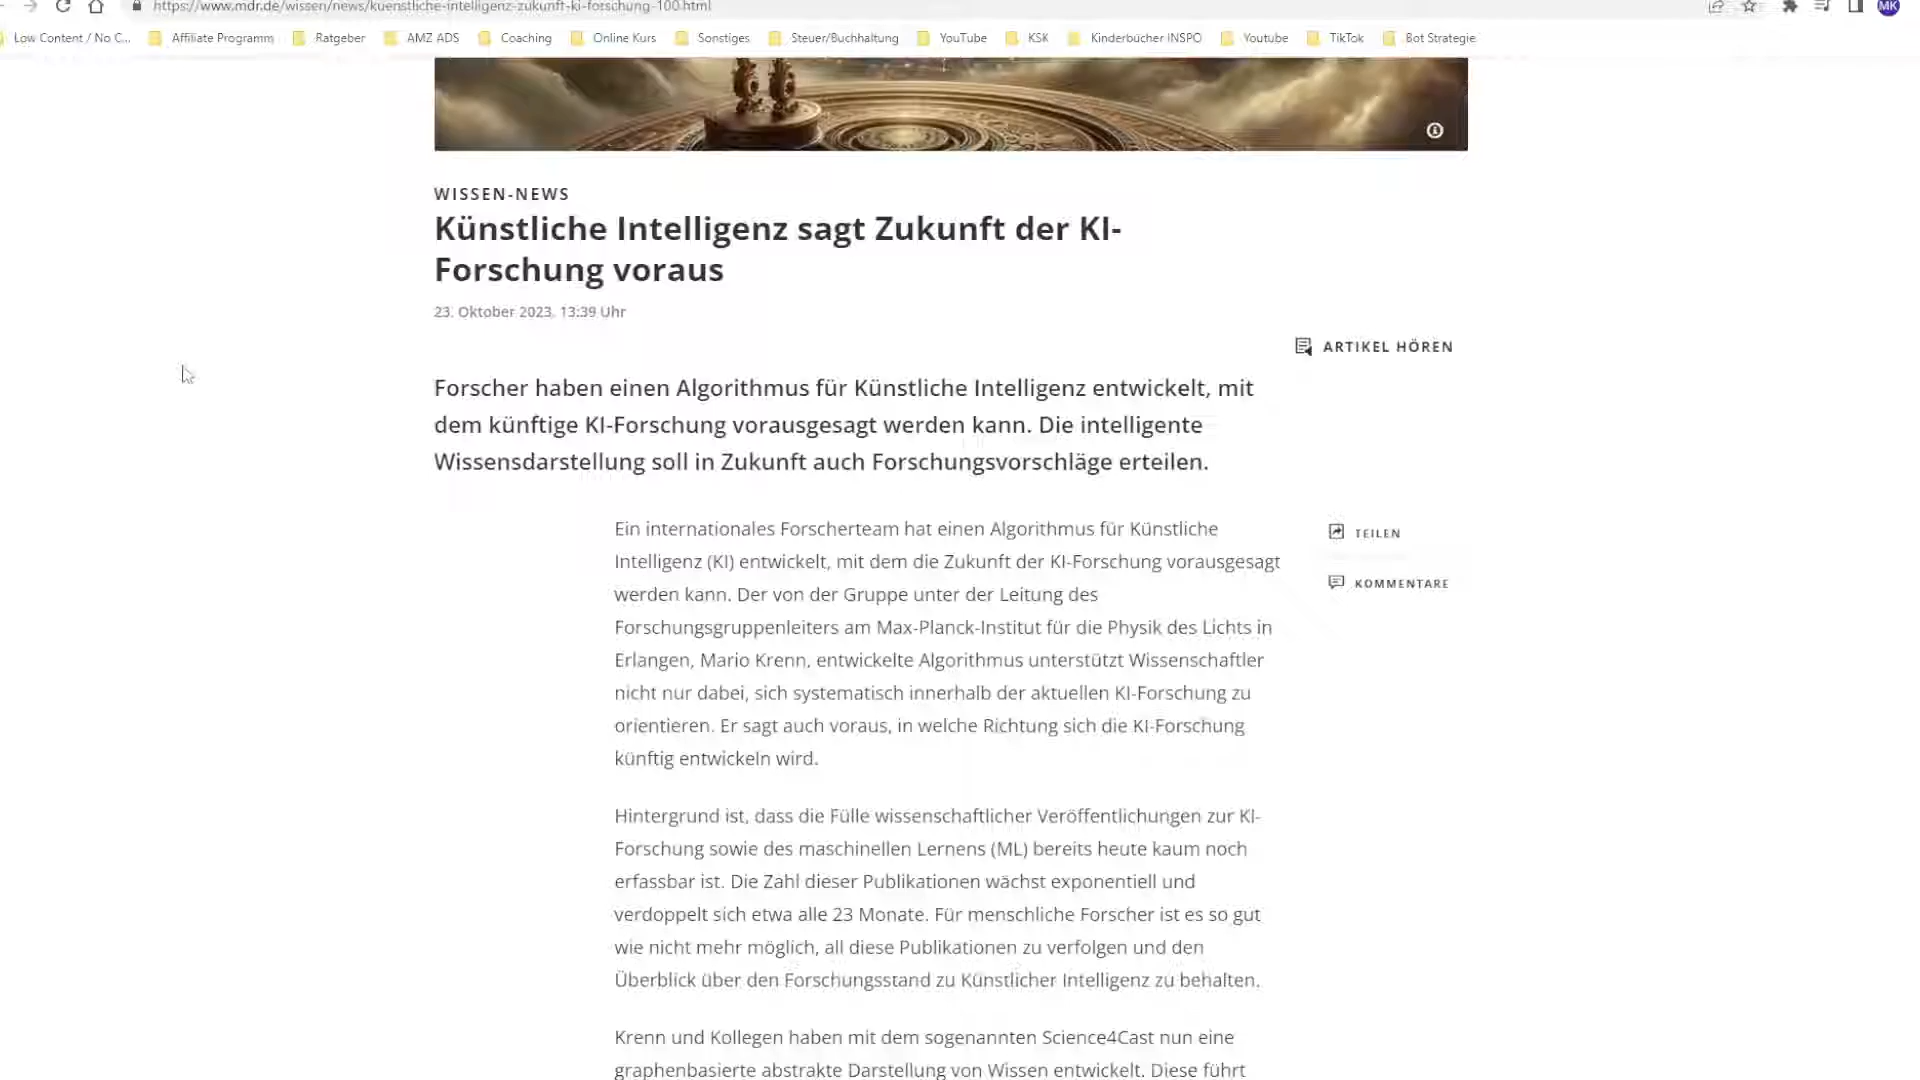 https://www.mdr.de/wissen/news/kuenstliche-intelligenz-zukunft-ki-forschung-100.html
MK
Low Content / No C... Affiliate Programm Ratgeber AMZ ADS Coaching Online Kurs Sonstiges Steuer/Buchhaltung YouTube KSK Kinderbücher INSPO Youtube TikTok Bot Strategie
WISSEN-NEWS
Künstliche Intelligenz sagt Zukunft der KI-
Forschung voraus
23. Oktober 2023, 13:39 Uhr
ARTIKEL HÖREN
Forscher haben einen Algorithmus für Künstliche Intelligenz entwickelt, mit
dem künftige KI-Forschung vorausgesagt werden kann. Die intelligente
Wissensdarstellung soll in Zukunft auch Forschungsvorschläge erteilen.
Ein internationales Forscherteam hat einen Algorithmus für Künstliche
Intelligenz (KI) entwickelt, mit dem die Zukunft der KI-Forschung vorausgesagt
werden kann. Der von der Gruppe unter der Leitung des
Forschungsgruppenleiters am Max-Planck-Institut für die Physik des Lichts in
Erlangen, Mario Krenn, entwickelte Algorithmus unterstützt Wissenschaftler
nicht nur dabei, sich systematisch innerhalb der aktuellen KI-Forschung zu
orientieren. Er sagt auch voraus, in welche Richtung sich die KI-Forschung
künftig entwickeln wird.
TEILEN
KOMMENTARE
Hintergrund ist, dass die Fülle wissenschaftlicher Veröffentlichungen zur KI-
Forschung sowie des maschinellen Lernens (ML) bereits heute kaum noch
erfassbar ist. Die Zahl dieser Publikationen wächst exponentiell und
verdoppelt sich etwa alle 23 Monate. Für menschliche Forscher ist es so gut
wie nicht mehr möglich, all diese Publikationen zu verfolgen und den
Überblick über den Forschungsstand zu Künstlicher Intelligenz zu behalten.
Krenn und Kollegen haben mit dem sogenannten Science4Cast nun eine
graphenbasierte abstrakte Darstellung von Wissen entwickelt. Diese führt